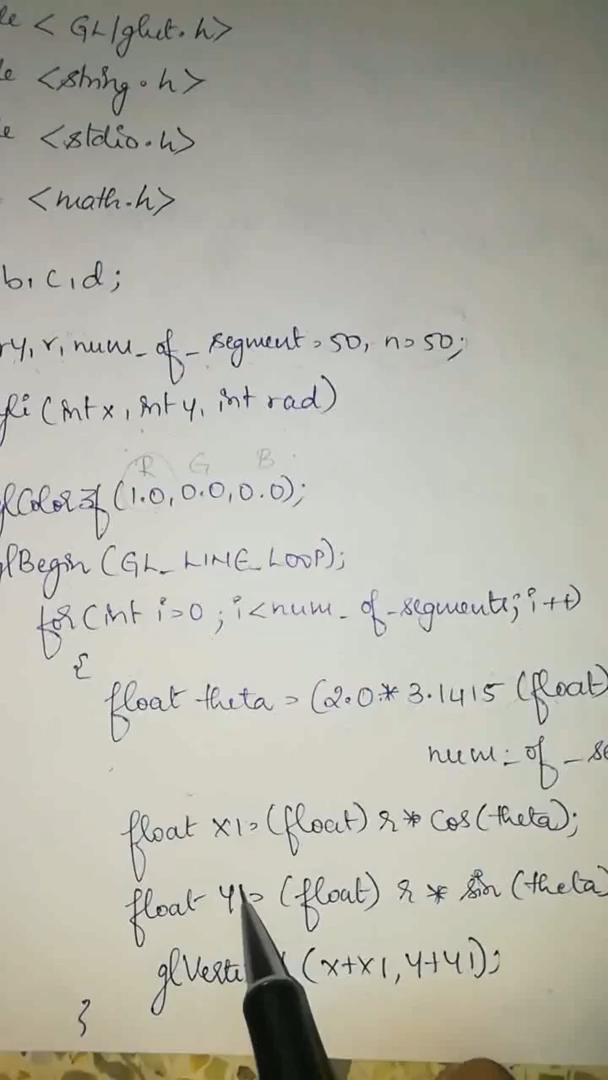 le < GL/glut.h>
le <string.h>
e <stdio.h>
<math.h>
b, c, d;
y, r, num_of_segment = 50, n = 50;
(int x, int y, int rad)
R G B
glColor3f (1.0, 0.0, 0.0);
glBegin (GL_LINE_LOOP);
for (int i=0; i<num_of_segments; i++)
{
float theta = (2.0 * 3.1415 (float)
num_of_se
float x1 = (float) r * cos(theta);
float y1 = (float) r * sin (theta)
glVerte (x+x1, y+y1);
}